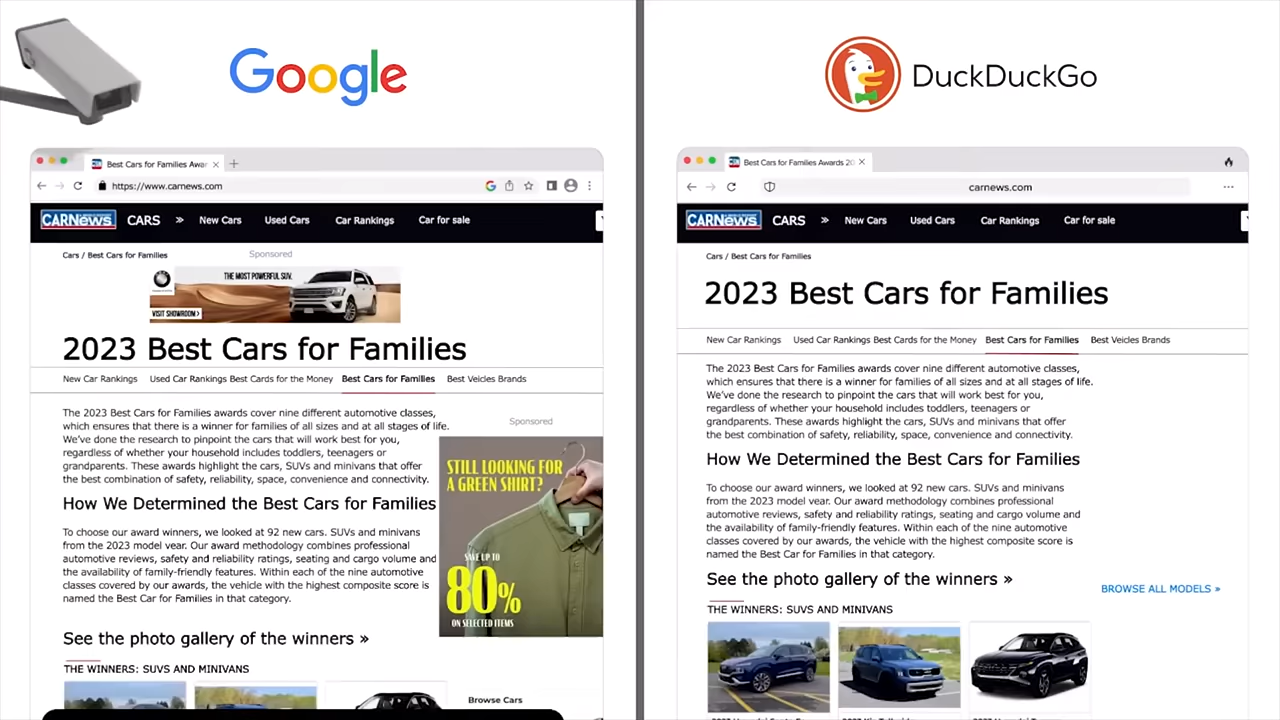 Google
Best Cars for Families Awar
https://www.carnews.com
CARNews CARS » New Cars Used Cars Car Rankings Car for sale
Cars / Best Cars for Families
Sponsored
THE MOST POWERFUL SUV.
VISIT SHOWROOM >
2023 Best Cars for Families
New Car Rankings Used Car Rankings Best Cards for the Money Best Cars for Families Best Veicles Brands
The 2023 Best Cars for Families awards cover nine different automotive classes,
which ensures that there is a winner for families of all sizes and at all stages of life.
We've done the research to pinpoint the cars that will work best for you,
regardless of whether your household includes toddlers, teenagers or
grandparents. These awards highlight the cars, SUVs and minivans that offer
the best combination of safety, reliability, space, convenience and connectivity.
How We Determined the Best Cars for Families
To choose our award winners, we looked at 92 new cars. SUVs and minivans
from the 2023 model vear. Our award methodology combines professional
automotive reviews, safety and reliability ratings, seating and cargo volume and
the availability of family-friendly features. Within each of the nine automotive
classes covered by our awards, the vehicle with the highest composite score is
named the Best Car for Families in that category.
See the photo gallery of the winners »
THE WINNERS: SUVS AND MINIVANS
Sponsored
STILL LOOKING FOR
A GREEN SHIRT?
SAVE UP TO
80%
ON SELECTED ITEMS
Browse Cars
DuckDuckGo
Best Cars for Families Awards 20
carnews.com
CARNews CARS » New Cars Used Cars Car Rankings Car for sale
Cars / Best Cars for Families
2023 Best Cars for Families
New Car Rankings Used Car Rankings Best Cards for the Money Best Cars for Families Best Veicles Brands
The 2023 Best Cars for Families awards cover nine different automotive classes,
which ensures that there is a winner for families of all sizes and at all stages of life.
We've done the research to pinpoint the cars that will work best for you,
regardless of whether your household includes toddlers, teenagers or
grandparents. These awards highlight the cars, SUVs and minivans that offer
the best combination of safety, reliability, space, convenience and connectivity.
How We Determined the Best Cars for Families
To choose our award winners, we looked at 92 new cars. SUVs and minivans
from the 2023 model vear. Our award methodology combines professional
automotive reviews, safety and reliability ratings, seating and cargo volume and
the availability of family-friendly features. Within each of the nine automotive
classes covered by our awards, the vehicle with the highest composite score is
named the Best Car for Families in that category.
See the photo gallery of the winners »
BROWSE ALL MODELS »
THE WINNERS: SUVS AND MINIVANS